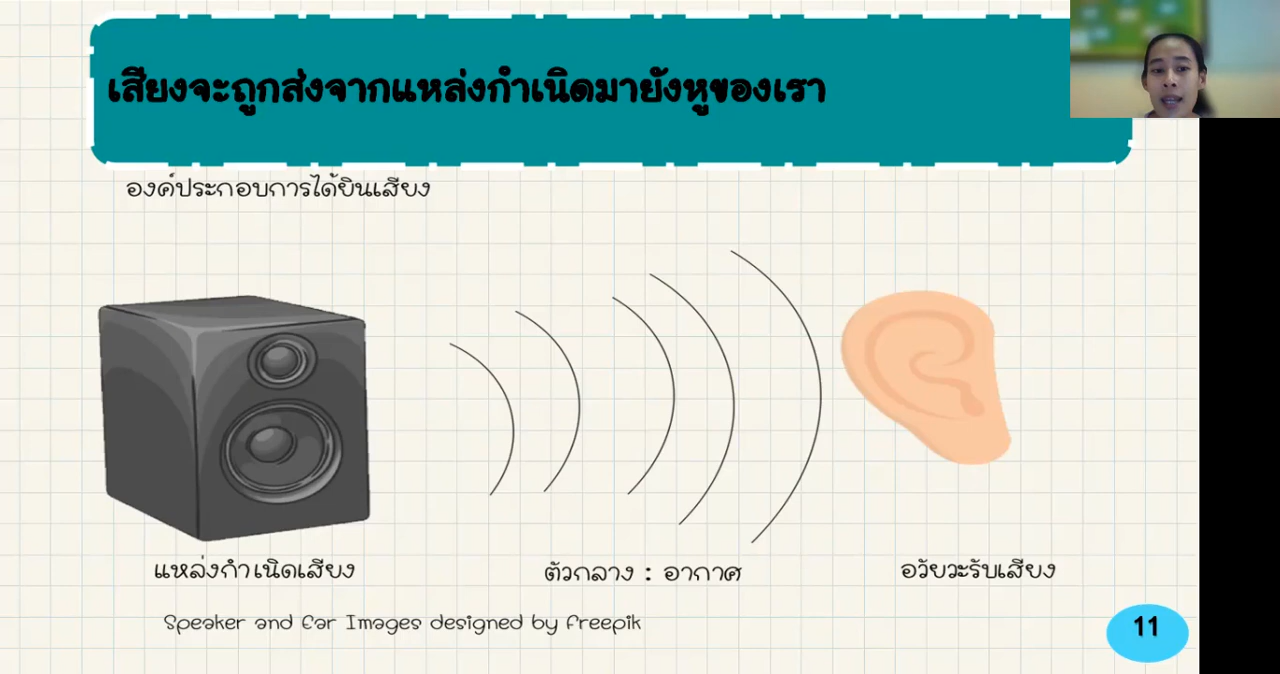 เสียงจะถูกส่งจากแหล่งกำเนิดมายังหูของเรา
องค์ประกอบการได้ยินเสียง
แหล่งกำเนิดเสียง
ตัวกลาง : อากาศ
อวัยวะรับเสียง
Speaker and Ear Images designed by freepik
11